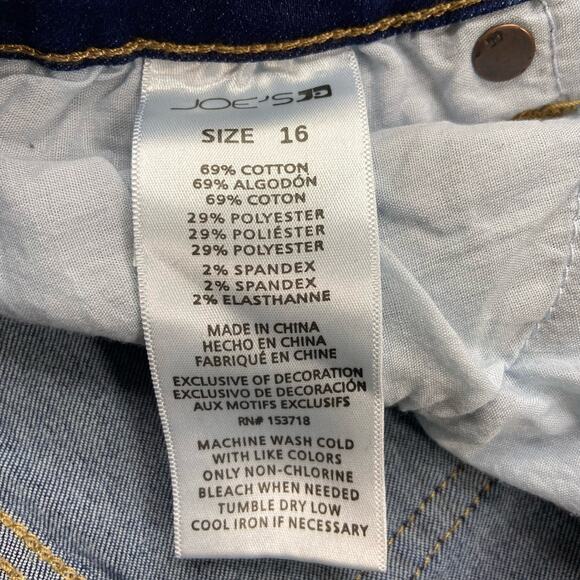 JOE'S
SIZE 16
69% COTTON
69% ALGODÓN
69% COTON
29% POLYESTER
29% POLIÉSTER
29% POLYESTER
2% SPANDEX
2% SPANDEX
2% ELASTHANNE
MADE IN CHINA
HECHO EN CHINA
FABRIQUÉ EN CHINE
EXCLUSIVE OF DECORATION
EXCLUSIVO DE DECORACIÓN
AUX MOTIFS EXCLUSIFS
RN# 153718
MACHINE WASH COLD
WITH LIKE COLORS
ONLY NON-CHLORINE
BLEACH WHEN NEEDED
TUMBLE DRY LOW
COOL IRON IF NECESSARY